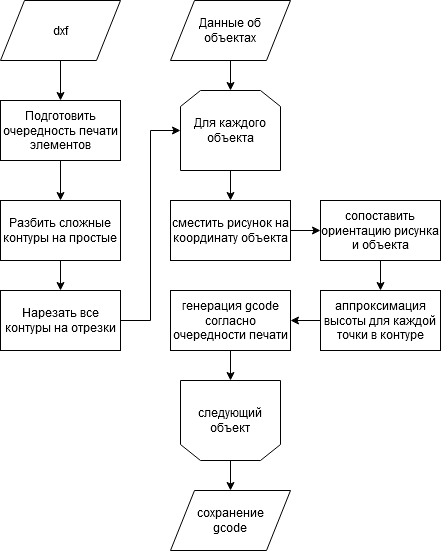 dxf
Подготовить
очередность печати
элементов
Разбить сложные
контуры на простые
Нарезать все
контуры на отрезки
Данные об
объектах
Для каждого
объекта
сместить рисунок на
координату объекта
сопоставить
ориентацию рисунка
и объекта
аппроксимация
высоты для каждой
точки в контуре
генерация gcode
согласно
очередности печати
следующий
объект
сохранение
gcode